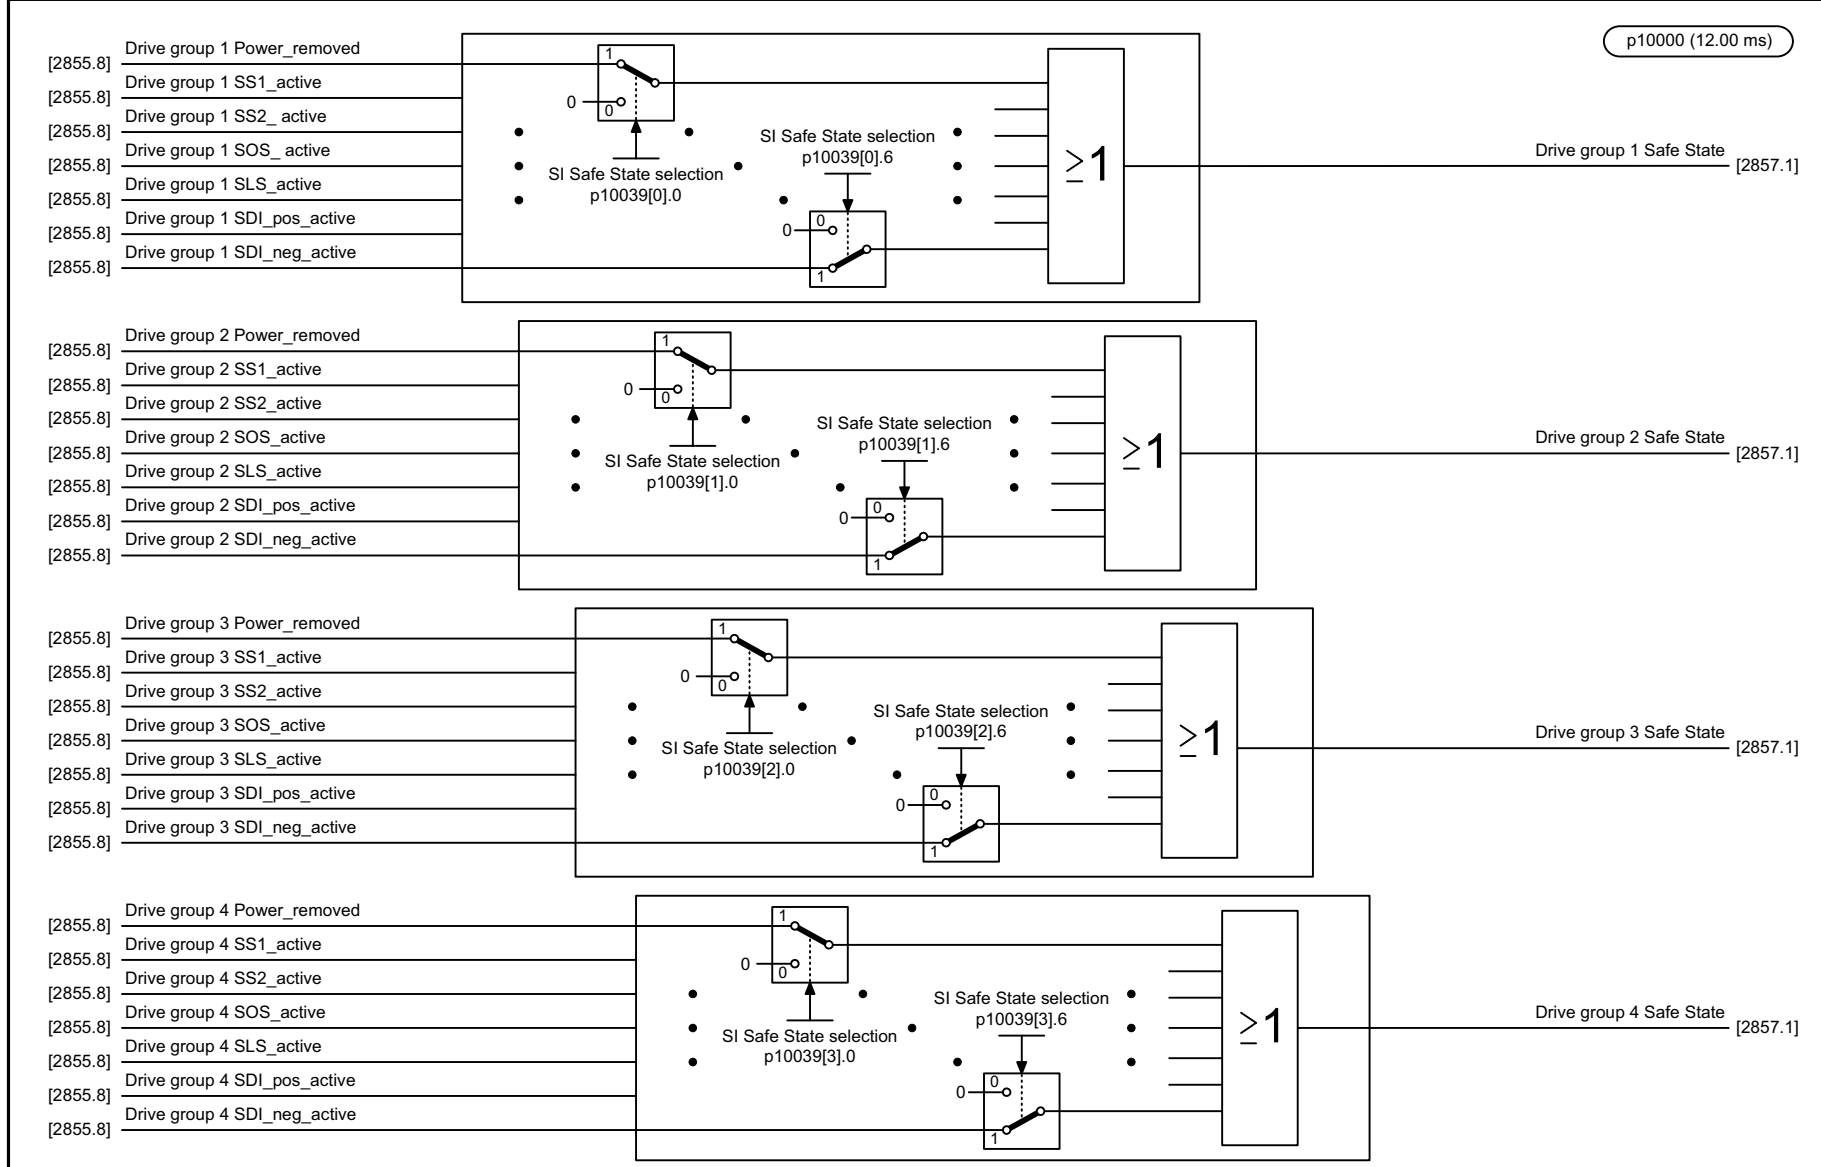 p10000 (12.00 ms)
Drive group 1 Power_removed
[2855.8]
1
Drive group 1 SS1_active
[2855.8]
0
0
Drive group 1 SS2_ active
[2855.8]
SI Safe State selection
p10039[0].6
Drive group 1 SOS_ active
[2855.8]
≥1
Drive group 1 Safe State
[2857.1]
SI Safe State selection
p10039[0].0
Drive group 1 SLS_active
[2855.8]
Drive group 1 SDI_pos_active
[2855.8]
0
0
Drive group 1 SDI_neg_active
[2855.8]
1
Drive group 2 Power_removed
[2855.8]
1
Drive group 2 SS1_active
[2855.8]
0
0
Drive group 2 SS2_active
[2855.8]
SI Safe State selection
p10039[1].6
Drive group 2 SOS_active
[2855.8]
≥1
Drive group 2 Safe State
[2857.1]
SI Safe State selection
p10039[1].0
Drive group 2 SLS_active
[2855.8]
Drive group 2 SDI_pos_active
[2855.8]
0
0
Drive group 2 SDI_neg_active
[2855.8]
1
Drive group 3 Power_removed
[2855.8]
1
Drive group 3 SS1_active
[2855.8]
0
0
Drive group 3 SS2_active
[2855.8]
SI Safe State selection
p10039[2].6
Drive group 3 SOS_active
[2855.8]
≥1
Drive group 3 Safe State
[2857.1]
SI Safe State selection
p10039[2].0
Drive group 3 SLS_active
[2855.8]
Drive group 3 SDI_pos_active
[2855.8]
0
0
Drive group 3 SDI_neg_active
[2855.8]
1
Drive group 4 Power_removed
[2855.8]
1
Drive group 4 SS1_active
[2855.8]
0
0
Drive group 4 SS2_active
[2855.8]
SI Safe State selection
p10039[3].6
Drive group 4 SOS_active
[2855.8]
≥1
Drive group 4 Safe State
[2857.1]
SI Safe State selection
p10039[3].0
Drive group 4 SLS_active
[2855.8]
Drive group 4 SDI_pos_active
[2855.8]
0
0
Drive group 4 SDI_neg_active
[2855.8]
1